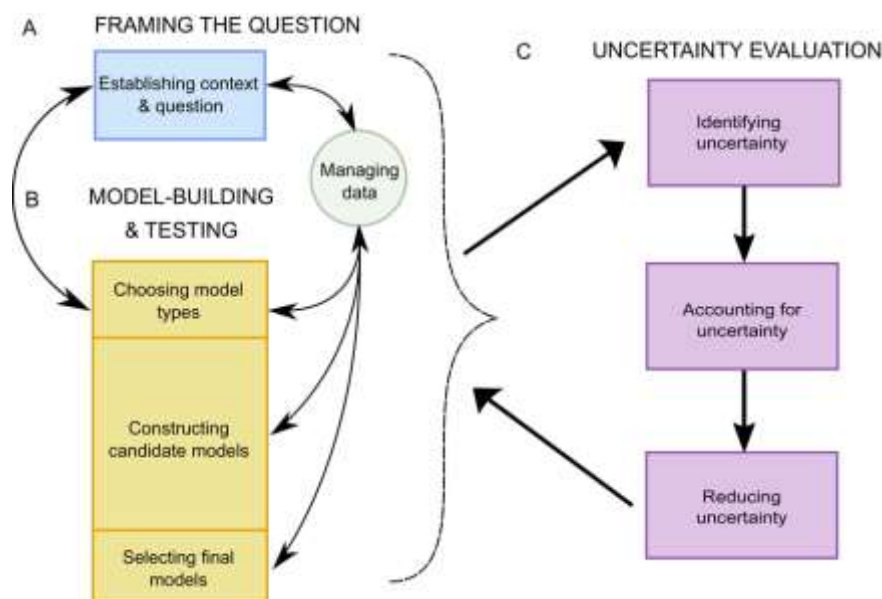 A
FRAMING THE QUESTION
Establishing context
& question
Managing
data
B
MODEL-BUILDING
& TESTING
Choosing model
types
Constructing
candidate models
Selecting final
models
C
UNCERTAINTY EVALUATION
Identifying
uncertainty
Accounting for
uncertainty
Reducing
uncertainty